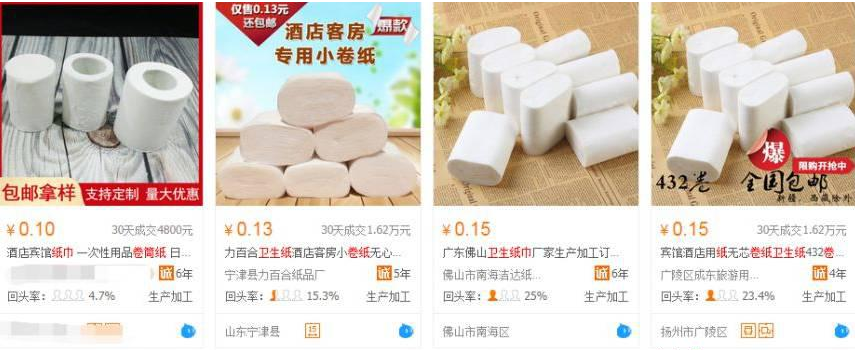 包邮拿样 支持定制 量大优惠
¥0.10 30天成交4800元
酒店宾馆纸巾 一次性用品卷筒纸 日...
诚 6年
回头率： 4.7% 生产加工
仅售0.13元
还包邮
爆款
酒店客房
专用小卷纸
¥0.13 30天成交1.62万元
力百合卫生纸酒店客房小卷纸无心...
宁津县力百合纸品厂 诚 5年
回头率： 15.3% 生产加工
山东宁津县 15
¥0.15 30天成交1.62万元
广东佛山卫生纸巾厂家生产加工订...
佛山市南海洁达纸... 诚 6年
回头率： 25% 生产加工
佛山市南海区
爆
限购开抢中
432卷 全国包邮
新疆，西藏除外
¥0.15 30天成交1.62万元
宾馆酒店用纸无芯卷纸卫生纸432卷...
广陵区成东旅游用... 诚 4年
回头率： 23.4% 生产加工
扬州市广陵区